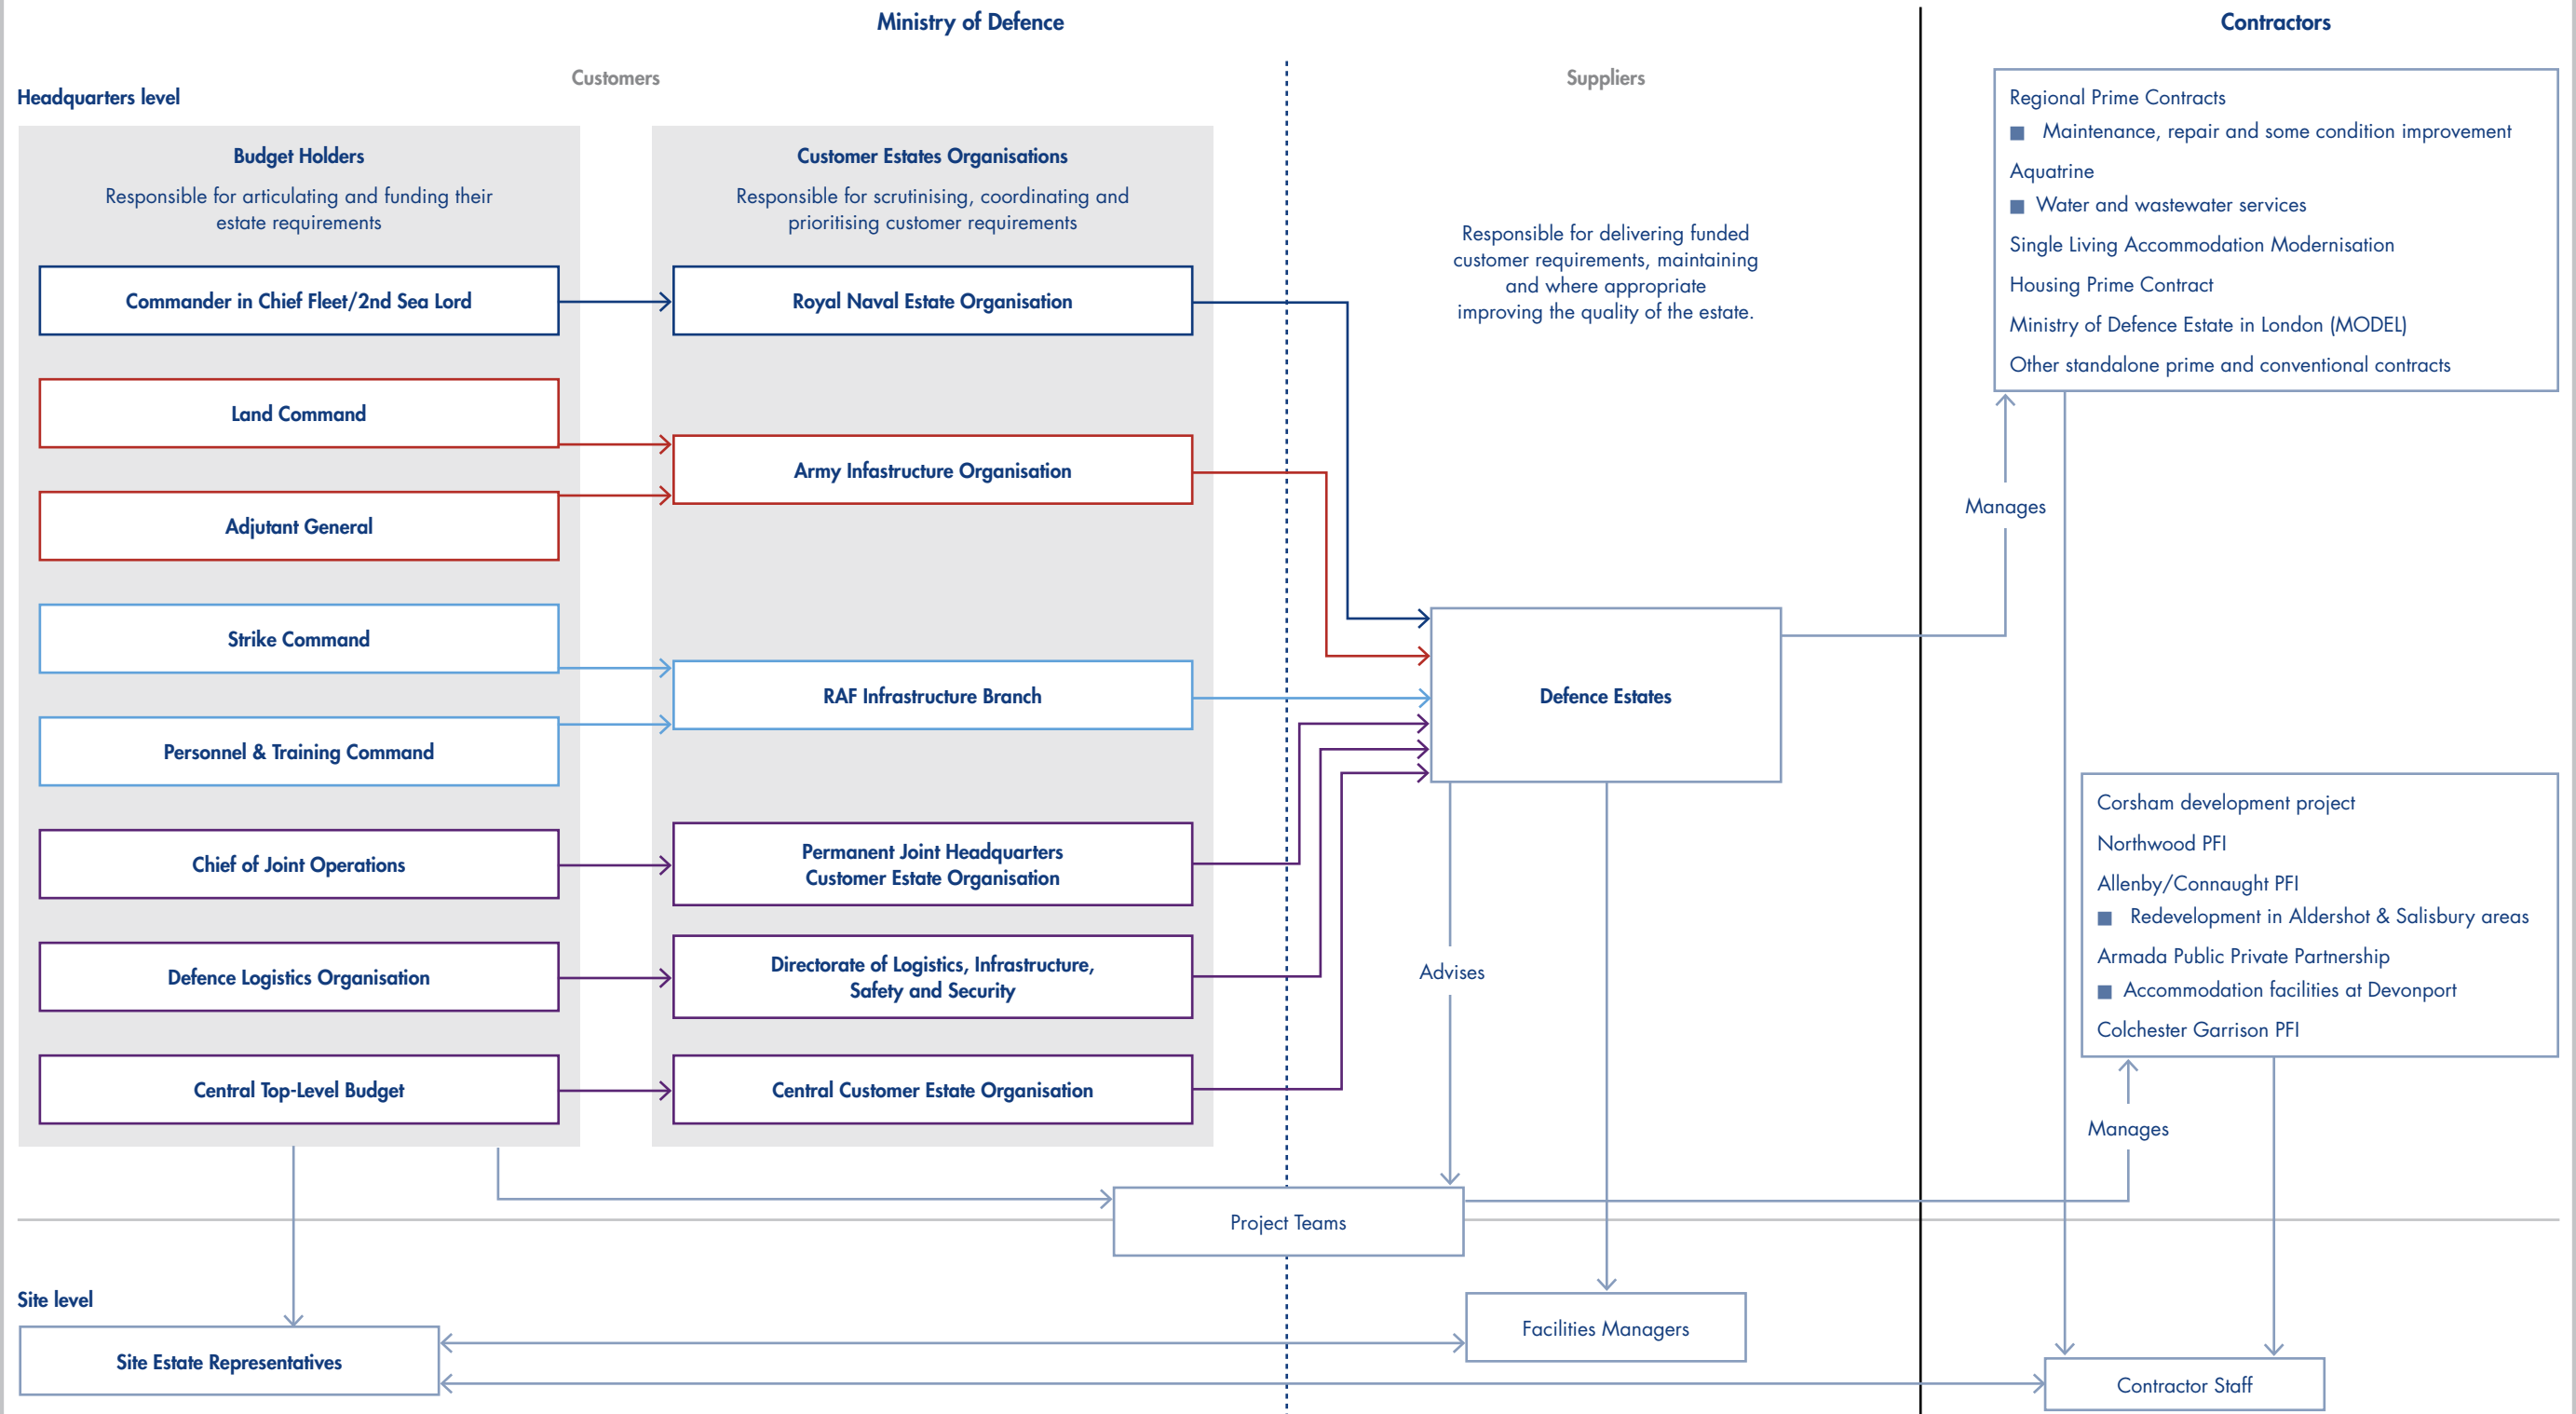 Ministry of Defence
Contractors
Customers
Suppliers
Headquarters level
Budget Holders
Responsible for articulating and funding their
estate requirements
Commander in Chief Fleet/2nd Sea Lord
Land Command
Adjutant General
Strike Command
Personnel & Training Command
Chief of Joint Operations
Defence Logistics Organisation
Central Top-Level Budget
Customer Estates Organisations
Responsible for scrutinising, coordinating and
prioritising customer requirements
Royal Naval Estate Organisation
Army Infastructure Organisation
RAF Infrastructure Branch
Permanent Joint Headquarters
Customer Estate Organisation
Directorate of Logistics, Infrastructure,
Safety and Security
Central Customer Estate Organisation
Responsible for delivering funded
customer requirements, maintaining
and where appropriate
improving the quality of the estate.
Defence Estates
Advises
Manages
Regional Prime Contracts
■ Maintenance, repair and some condition improvement
Aquatrine
■ Water and wastewater services
Single Living Accommodation Modernisation
Housing Prime Contract
Ministry of Defence Estate in London (MODEL)
Other standalone prime and conventional contracts
Corsham development project
Northwood PFI
Allenby/Connaught PFI
■ Redevelopment in Aldershot & Salisbury areas
Armada Public Private Partnership
■ Accommodation facilities at Devonport
Colchester Garrison PFI
Manages
Project Teams
Site level
Site Estate Representatives
Facilities Managers
Contractor Staff